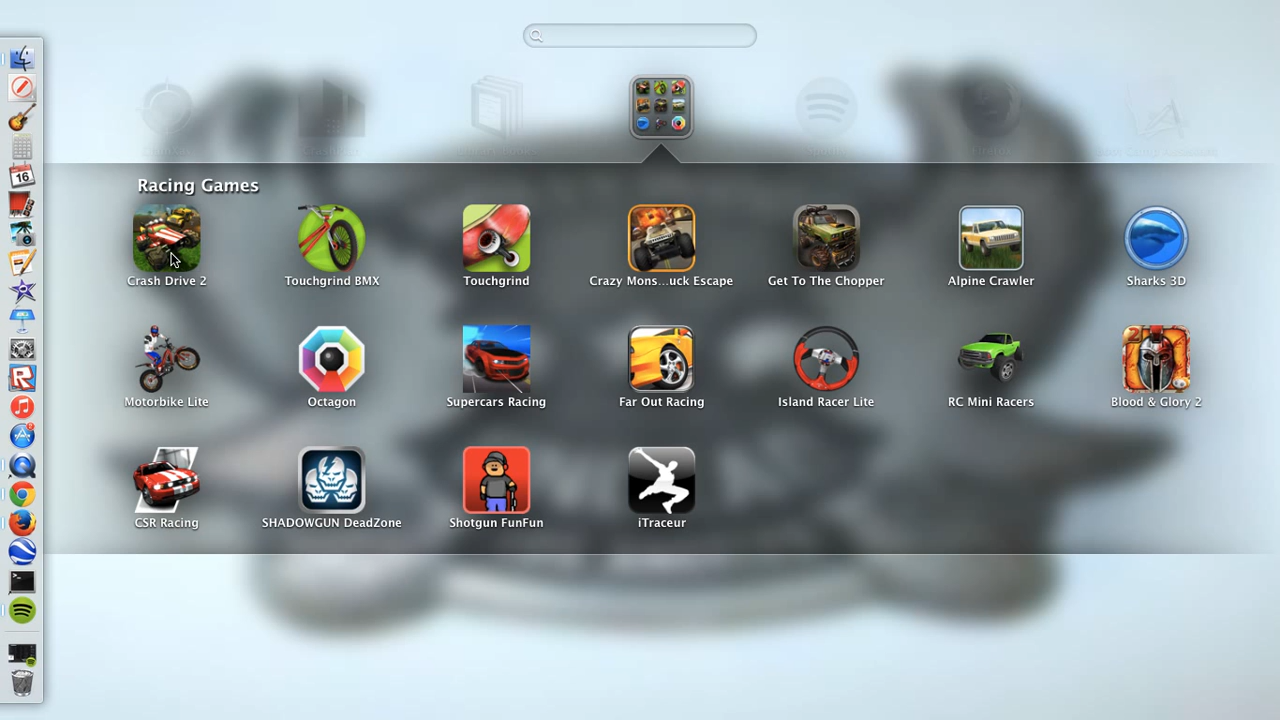 Racing Games
Crash Drive 2
Touchgrind BMX
Touchgrind
Crazy Mons...uck Escape
Get To The Chopper
Alpine Crawler
Sharks 3D
Motorbike Lite
Octagon
Supercars Racing
Far Out Racing
Island Racer Lite
RC Mini Racers
Blood & Glory 2
CSR Racing
SHADOWGUN DeadZone
Shotgun FunFun
iTraceur
16